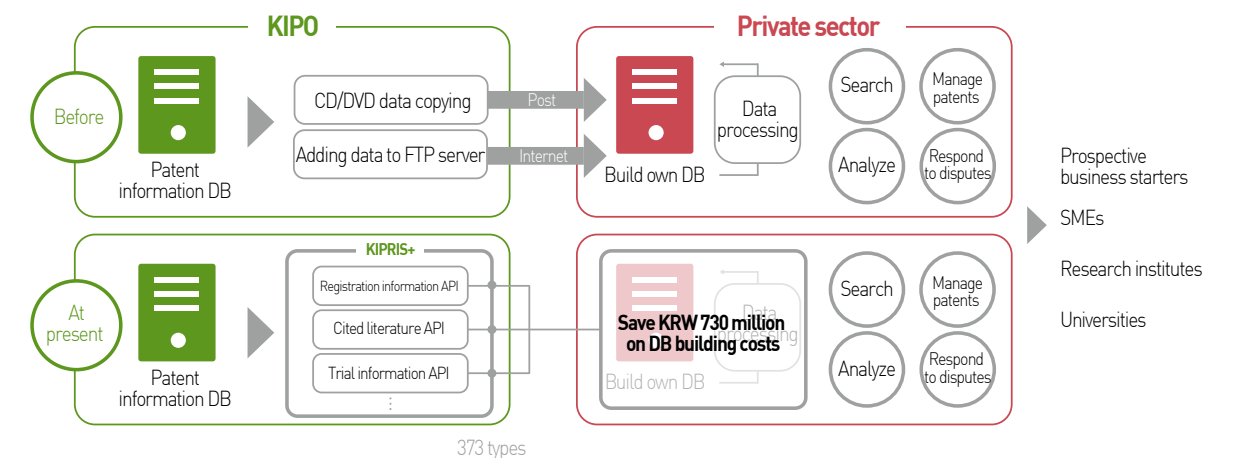 KIPO
Private sector
Before
Patent
information DB
CD/DVD data copying
Adding data to FTP server
Post
Internet
Build own DB
Data
processing
Search
Manage
patents
Analyze
Respond
to disputes
At
present
Patent
information DB
KIPRIS+
Registration information API
Cited literature API
Trial information API
⋮
373 types
Data
processing
Save KRW 730 million
on DB building costs
Build own DB
Search
Manage
patents
Analyze
Respond
to disputes
Prospective
business starters
SMEs
Research institutes
Universities